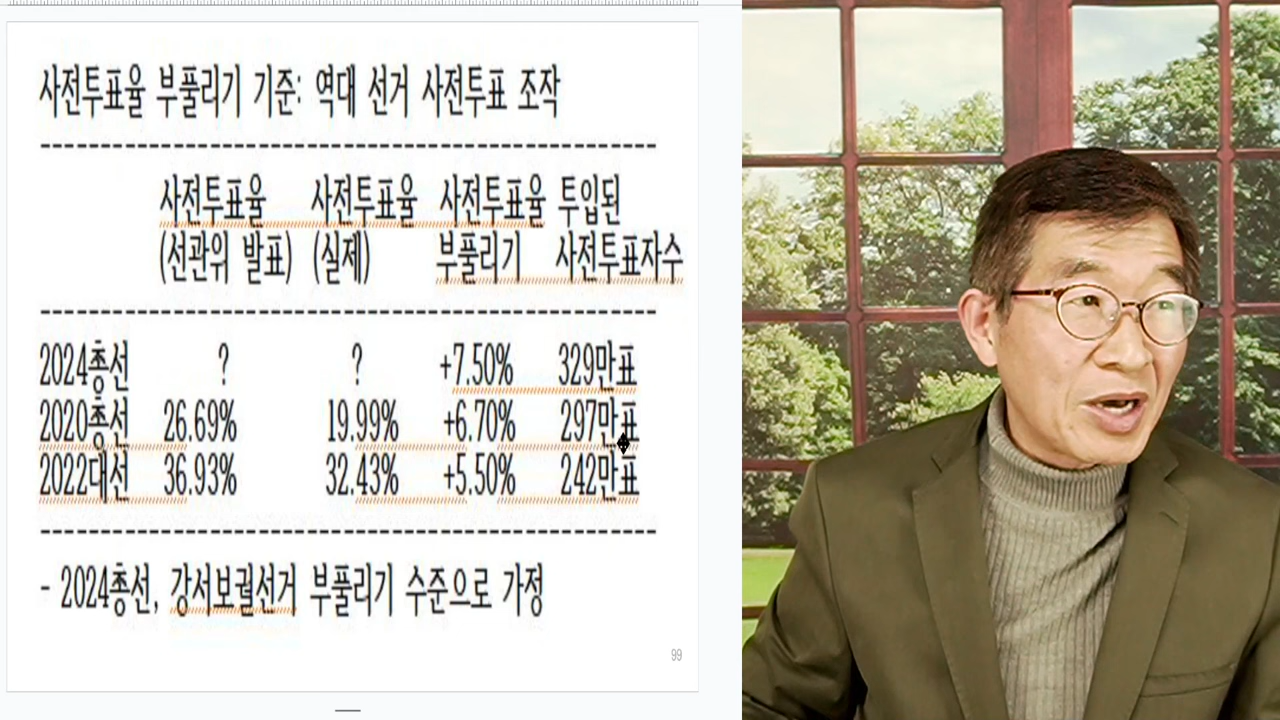 사전투표율 부풀리기 기준: 역대 선거 사전투표 조작
사전투표율 사전투표율 사전투표율 투입된
(선관위 발표) (실제) 부풀리기 사전투표자수
2024총선 ? ? +7.50% 329만표
2020총선 26.69% 19.99% +6.70% 297만표
2022대선 36.93% 32.43% +5.50% 242만표
- 2024총선, 강서보궐선거 부풀리기 수준으로 가정
99